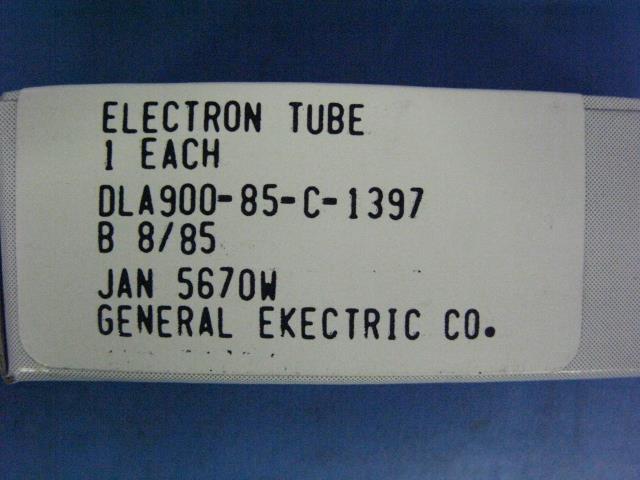 ELECTRON TUBE
1 EACH
DLA900-85-C-1397
B 8/85
JAN 5670W
GENERAL EKECTRIC CO.